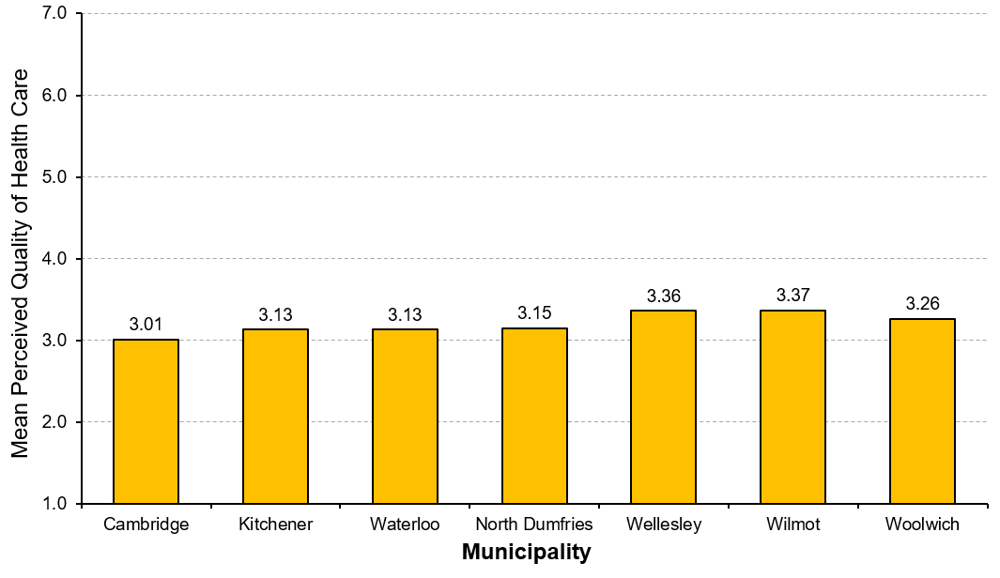 Mean Perceived Quality of Health Care
7.0
6.0
5.0
4.0
3.0
2.0
1.0
3.01
3.13
3.13
3.15
3.36
3.37
3.26
Cambridge
Kitchener
Waterloo
North Dumfries
Wellesley
Wilmot
Woolwich
Municipality